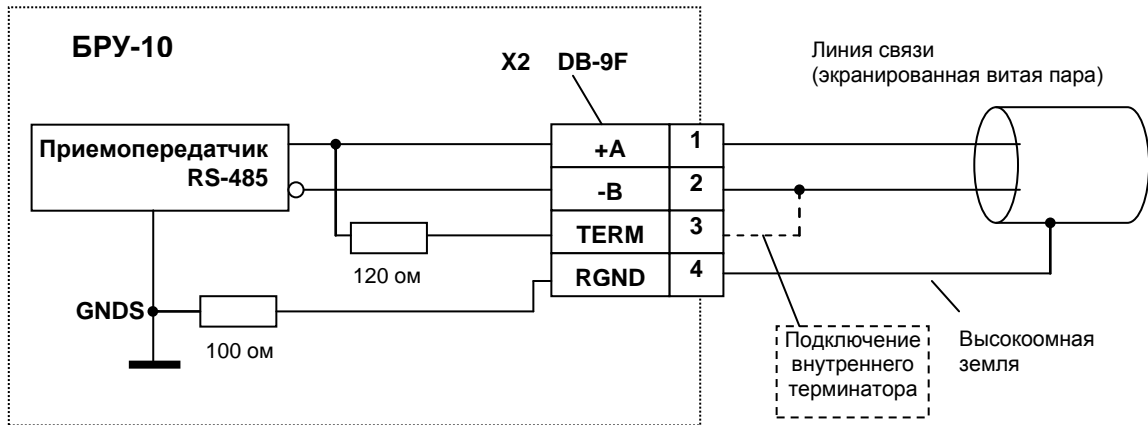 БРУ-10
X2 DB-9F
Линия связи
(экранированная витая пара)
Приемопередатчик
RS-485
+A 1
-B 2
TERM 3
RGND 4
120 ом
GNDS
100 ом
Подключение
внутреннего
терминатора
Высокоомная
земля